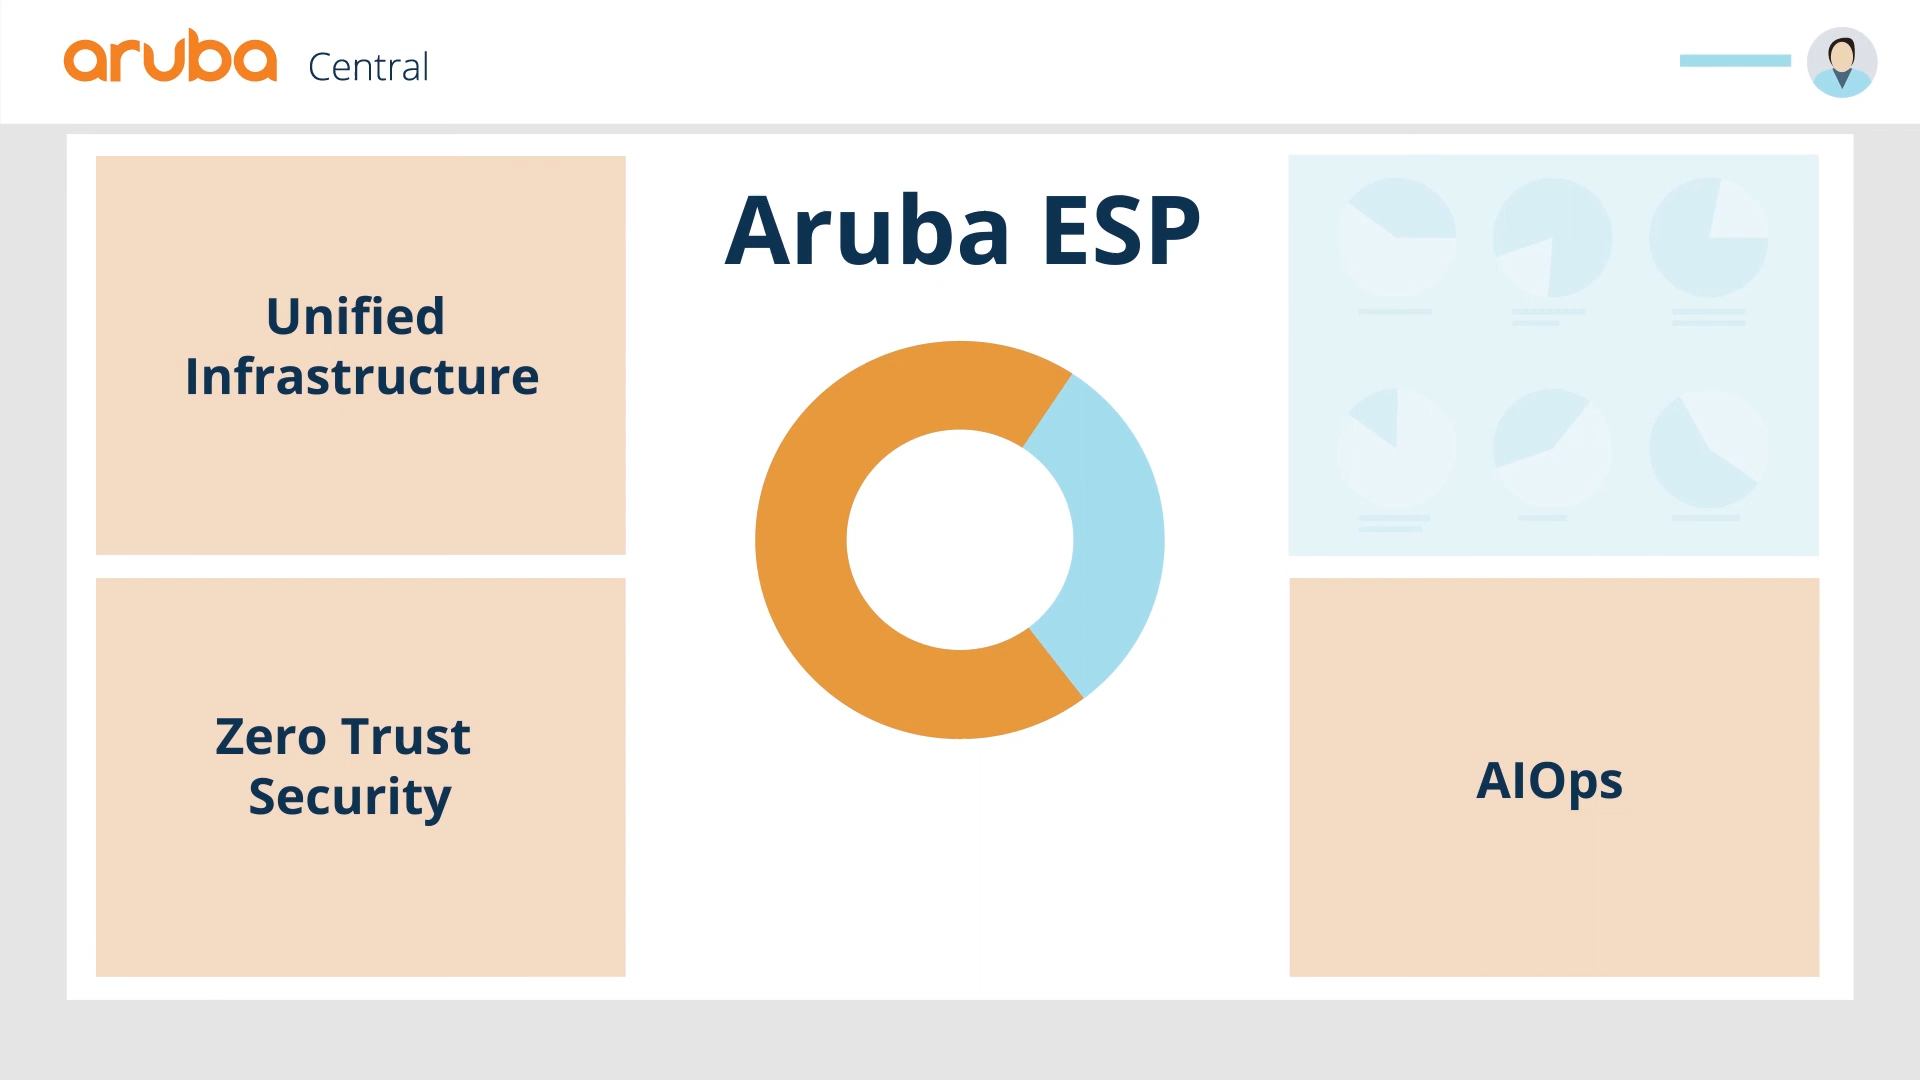 aruba Central
Aruba ESP
Unified
Infrastructure
Zero Trust
Security
AIOps